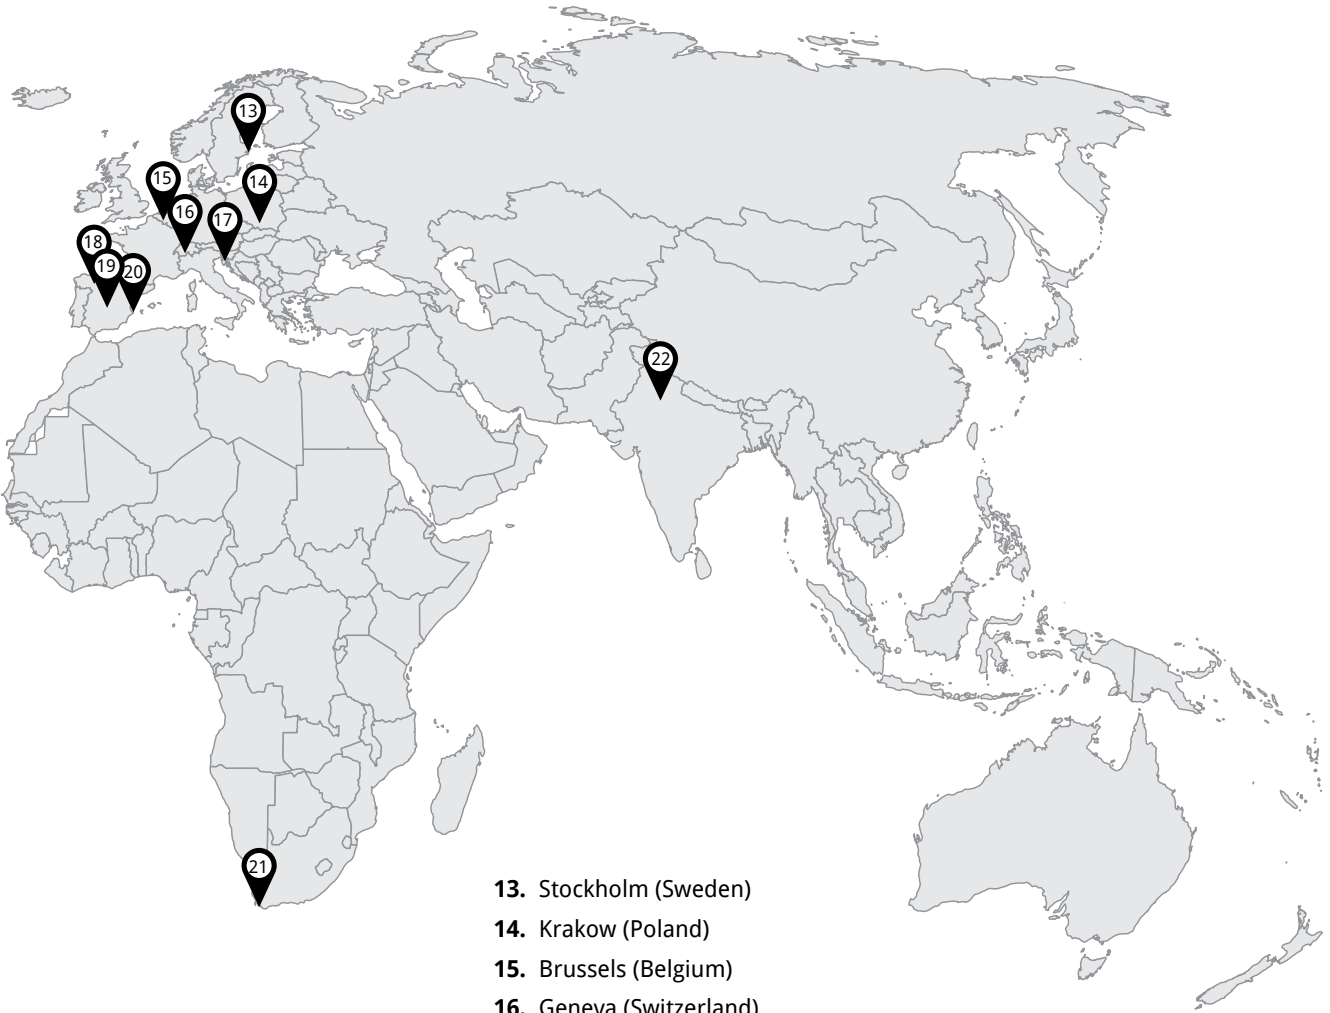 13
14
15
16
17
18
19
20
22
21
13. Stockholm (Sweden)
14. Krakow (Poland)
15. Brussels (Belgium)
16. Geneva (Switzerland)